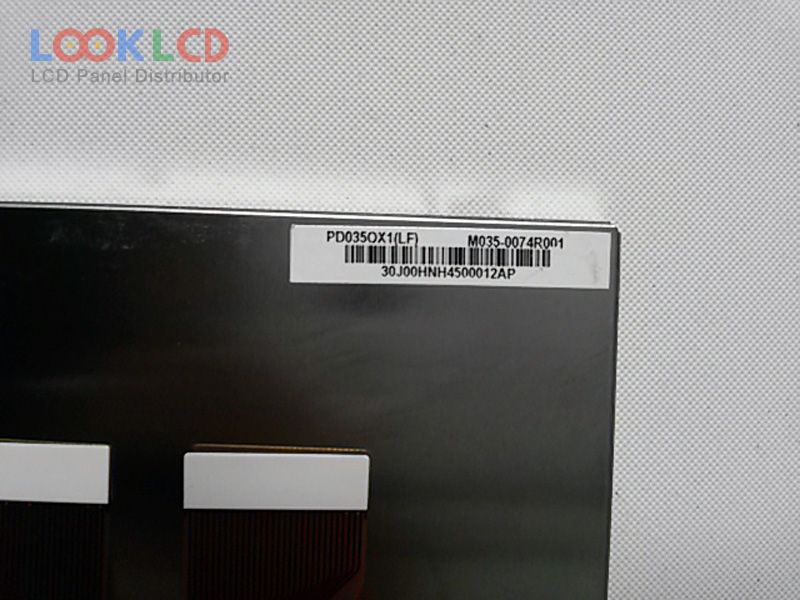 LOOKLCD
LCD Panel Distributor
PD035OX1(LF) M035-0074R001
30J00HNH4500012AP